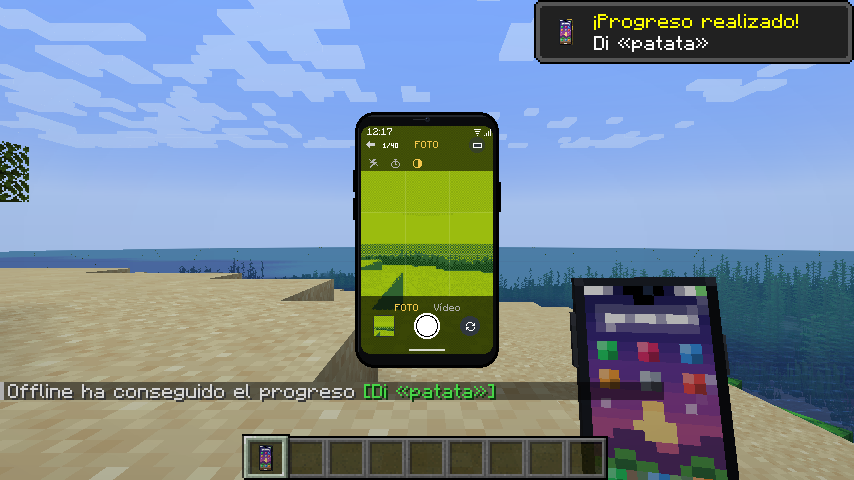 ¡Progreso realizado!
Di «patata»
12:17
1/40 FOTO
FOTO Vídeo
Offline ha conseguido el progreso [Di «patata»]